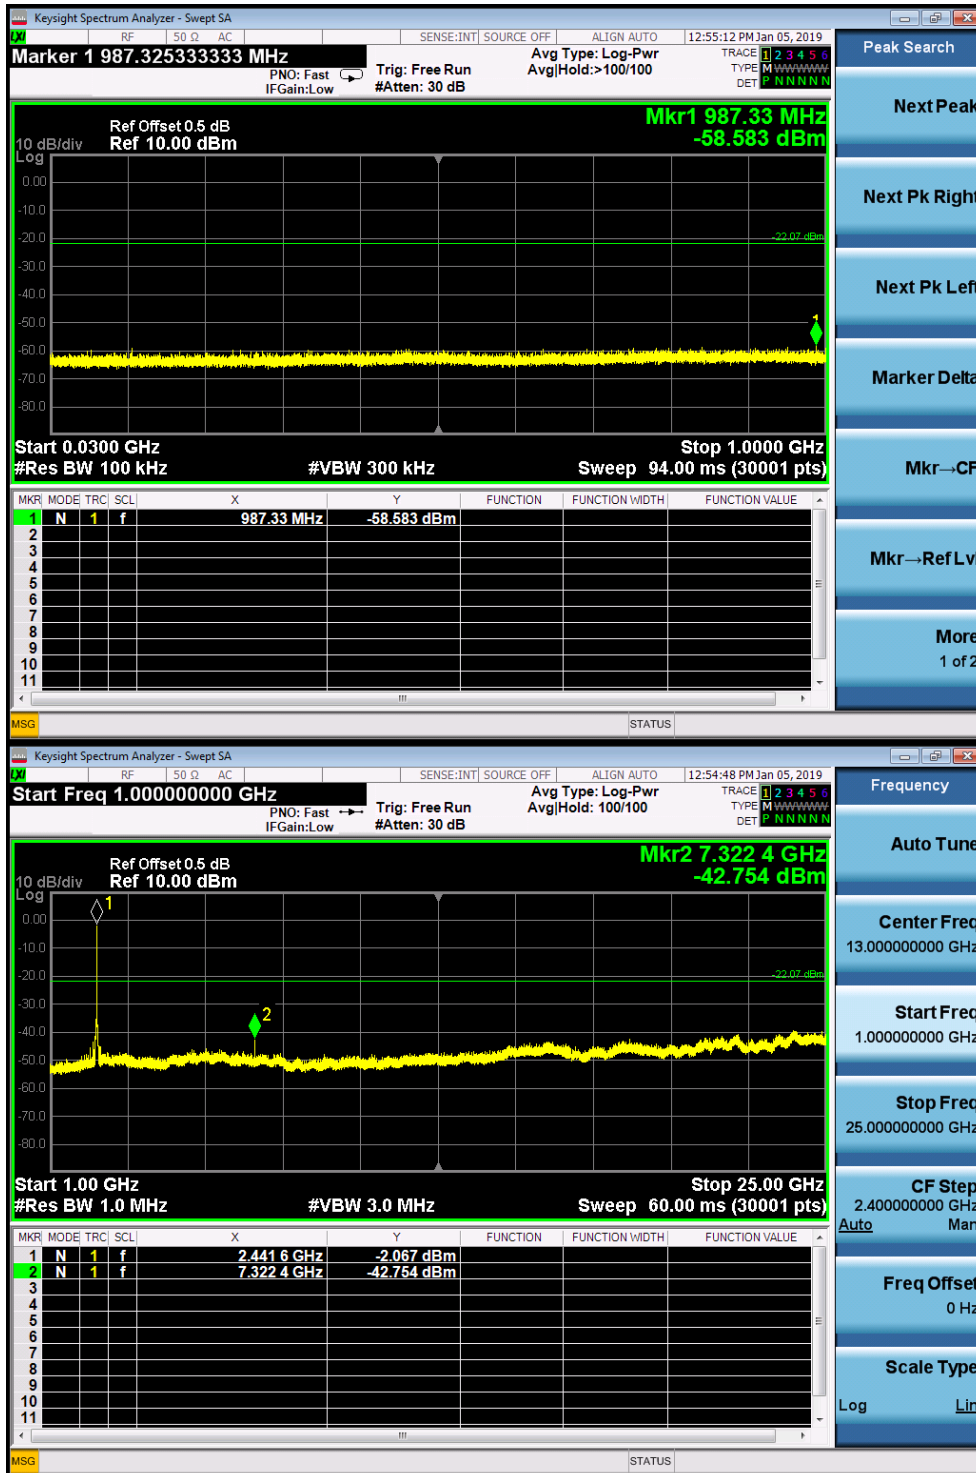 Keysight Spectrum Analyzer - Swept SA
LXI RF 50 Ω AC SENSE:INT SOURCE OFF ALIGN AUTO 12:55:12 PM Jan 05, 2019
Marker 1 987.325333333 MHz
PNO: Fast
IFGain:Low
Trig: Free Run
#Atten: 30 dB
Avg Type: Log-Pwr
Avg|Hold:>100/100
TRACE 1 2 3 4 5 6
TYPE M W W W W W
DET P N N N N N
Peak Search
Next Peak
Next Pk Right
Next Pk Left
Marker Delta
Mkr→CF
Mkr→Ref Lvl
More
1 of 2
Mkr1 987.33 MHz
-58.583 dBm
Ref Offset 0.5 dB
10 dB/div Ref 10.00 dBm
Log
0.00
-10.0
-20.0
-22.07 dBm
-30.0
-40.0
-50.0
1
-60.0
-70.0
-80.0
Start 0.0300 GHz Stop 1.0000 GHz
#Res BW 100 kHz #VBW 300 kHz Sweep 94.00 ms (30001 pts)
MKR MODE TRC SCL X Y FUNCTION FUNCTION WIDTH FUNCTION VALUE
1 N 1 f 987.33 MHz -58.583 dBm
2
3
4
5
6
7
8
9
10
11
MSG STATUS
Keysight Spectrum Analyzer - Swept SA
LXI RF 50 Ω AC SENSE:INT SOURCE OFF ALIGN AUTO 12:54:48 PM Jan 05, 2019
Start Freq 1.000000000 GHz
PNO: Fast
IFGain:Low
Trig: Free Run
#Atten: 30 dB
Avg Type: Log-Pwr
Avg|Hold: 100/100
TRACE 1 2 3 4 5 6
TYPE M W W W W W
DET P N N N N N
Frequency
Auto Tune
Center Freq
13.000000000 GHz
Start Freq
1.000000000 GHz
Stop Freq
25.000000000 GHz
CF Step
2.400000000 GHz
Auto Man
Freq Offset
0 Hz
Scale Type
Log Lin
Mkr2 7.322 4 GHz
-42.754 dBm
Ref Offset 0.5 dB
10 dB/div Ref 10.00 dBm
Log
1
0.00
-10.0
-20.0
-22.07 dBm
-30.0
2
-40.0
-50.0
-60.0
-70.0
-80.0
Start 1.00 GHz Stop 25.00 GHz
#Res BW 1.0 MHz #VBW 3.0 MHz Sweep 60.00 ms (30001 pts)
MKR MODE TRC SCL X Y FUNCTION FUNCTION WIDTH FUNCTION VALUE
1 N 1 f 2.441 6 GHz -2.067 dBm
2 N 1 f 7.322 4 GHz -42.754 dBm
3
4
5
6
7
8
9
10
11
MSG STATUS